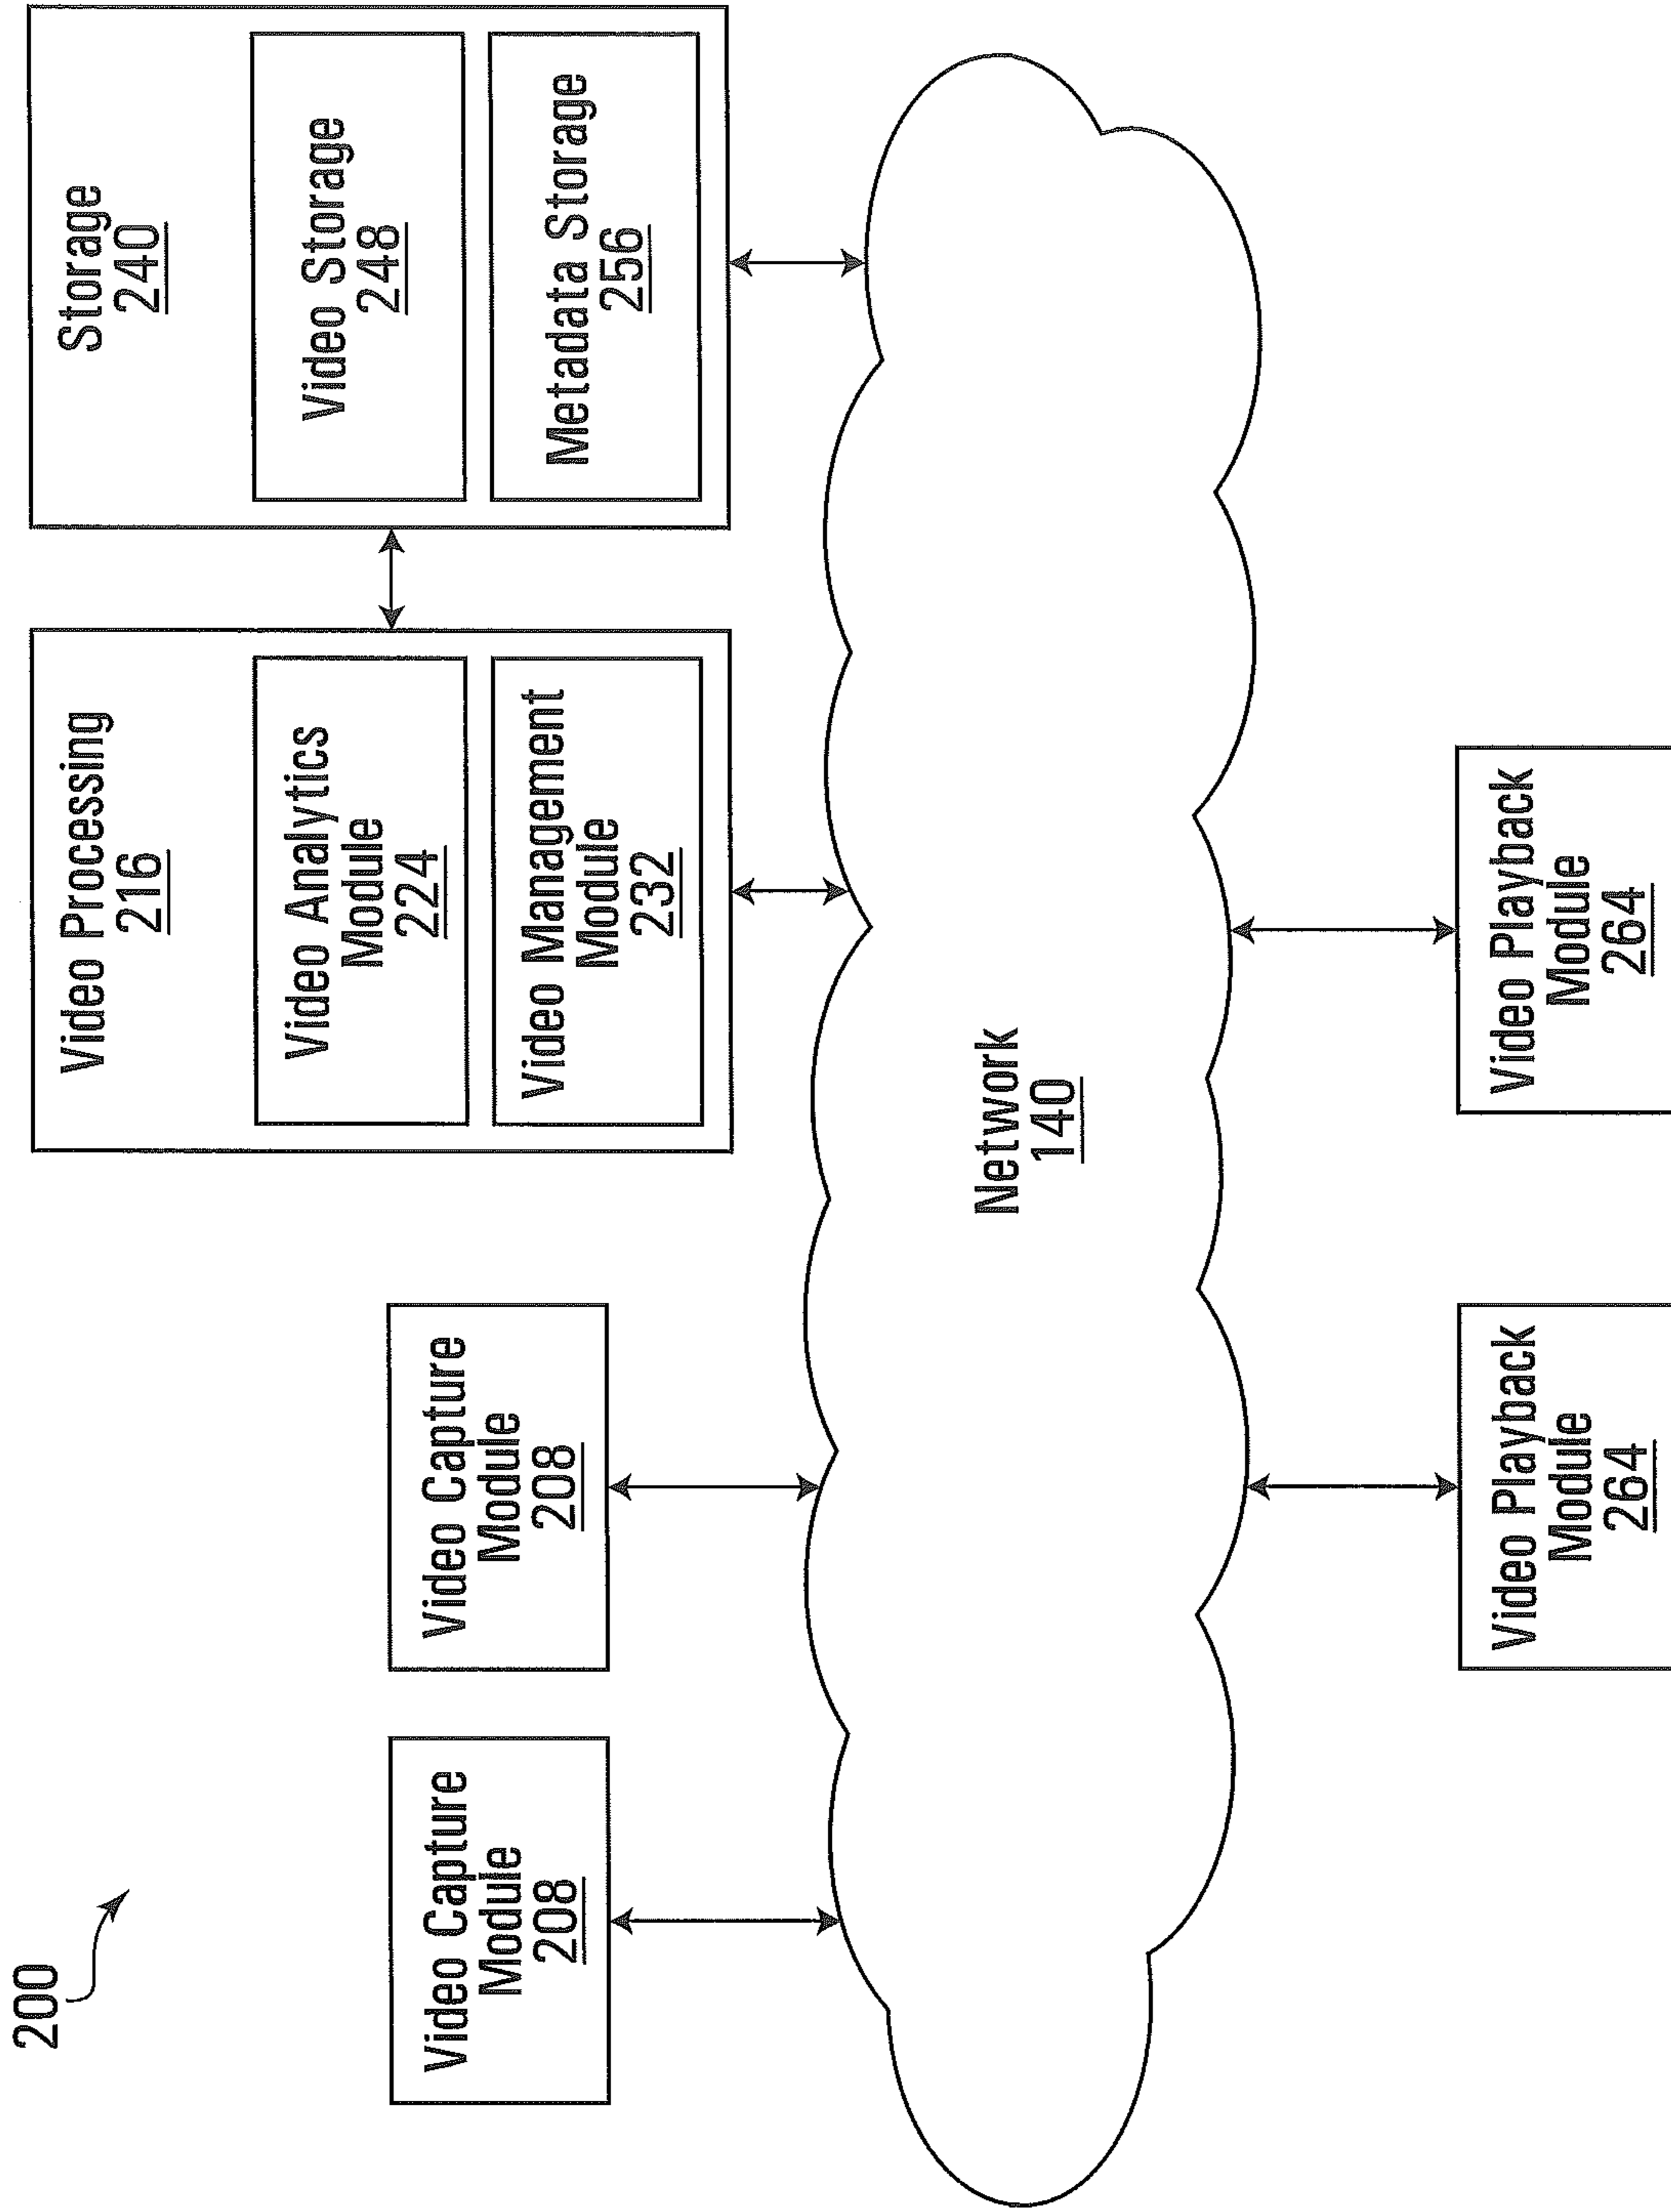 200
Video Capture
Module
208
Video Capture
Module
208
Video Processing
216
Video Analytics
Module
224
Video Management
Module
232
Storage
240
Video Storage
248
Metadata Storage
256
Network
140
Video Playback
Module
264
Video Playback
Module
264